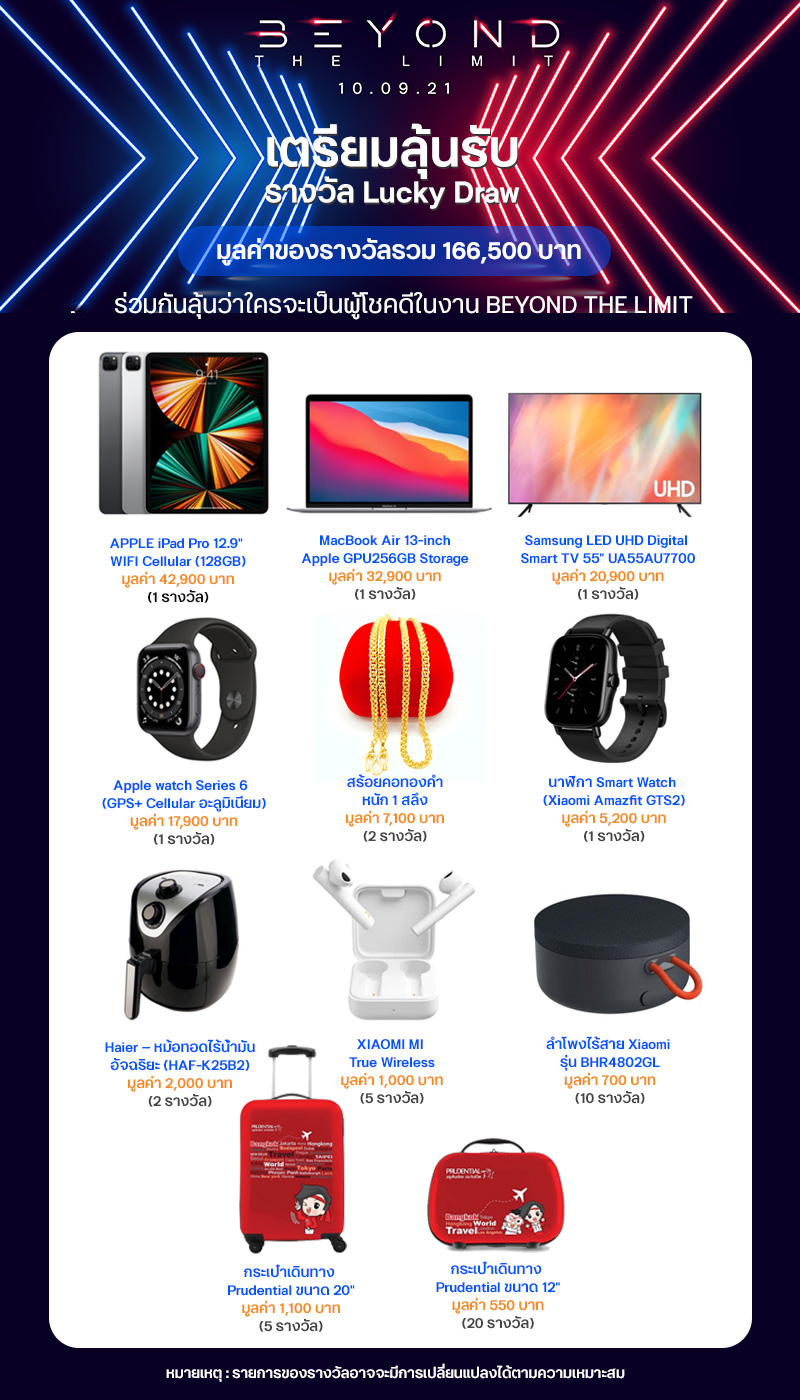 BEYOND
THE LIMIT
10.09.21
เตรียมลุ้นรับ
รางวัล Lucky Draw
มูลค่าของรางวัลรวม 166,500 บาท
ร่วมกันลุ้นว่าใครจะเป็นผู้โชคดีในงาน BEYOND THE LIMIT
9:41
UHD
APPLE iPad Pro 12.9"
WIFI Cellular (128GB)
มูลค่า 42,900 บาท
(1 รางวัล)
MacBook Air 13-inch
Apple GPU256GB Storage
มูลค่า 32,900 บาท
(1 รางวัล)
Samsung LED UHD Digital
Smart TV 55" UA55AU7700
มูลค่า 20,900 บาท
(1 รางวัล)
Apple watch Series 6
(GPS+ Cellular อะลูมิเนียม)
มูลค่า 17,900 บาท
(1 รางวัล)
สร้อยคอทองคำ
หนัก 1 สลึง
มูลค่า 7,100 บาท
(2 รางวัล)
นาฬิกา Smart Watch
(Xiaomi Amazfit GTS2)
มูลค่า 5,200 บาท
(1 รางวัล)
Haier – หม้อทอดไร้น้ำมัน
อัจฉริยะ (HAF-K25B2)
มูลค่า 2,000 บาท
(2 รางวัล)
XIAOMI MI
True Wireless
มูลค่า 1,000 บาท
(5 รางวัล)
ลำโพงไร้สาย Xiaomi
รุ่น BHR4802GL
มูลค่า 700 บาท
(10 รางวัล)
PRUDENTIAL
Bangkok Jakarta Hongkong
Travel
TAIPEI
World Tokyo Paris
Phnom Penh
กระเป๋าเดินทาง
Prudential ขนาด 20"
มูลค่า 1,100 บาท
(5 รางวัล)
PRUDENTIAL
Bangkok Tokyo
Hongkong World
Travel London
Los Angeles
กระเป๋าเดินทาง
Prudential ขนาด 12"
มูลค่า 550 บาท
(20 รางวัล)
หมายเหตุ : รายการของรางวัลอาจจะมีการเปลี่ยนแปลงได้ตามความเหมาะสม